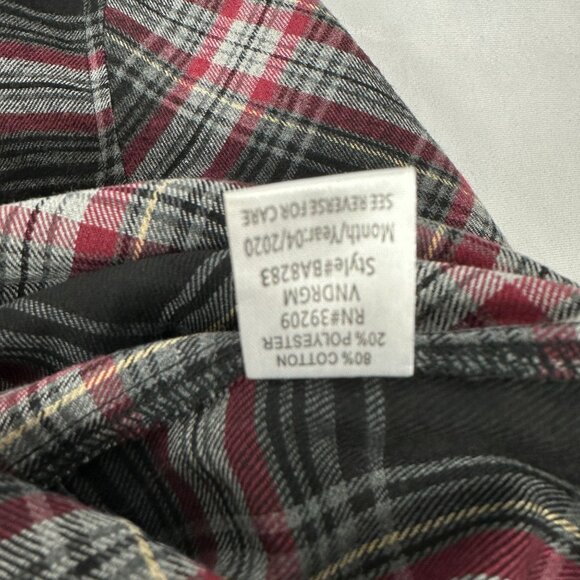 80% COTTON
20% POLYESTER
RN#39209
VNDRGM
Style#BA8283
Month/Year-04/2020
SEE REVERSE FOR CARE